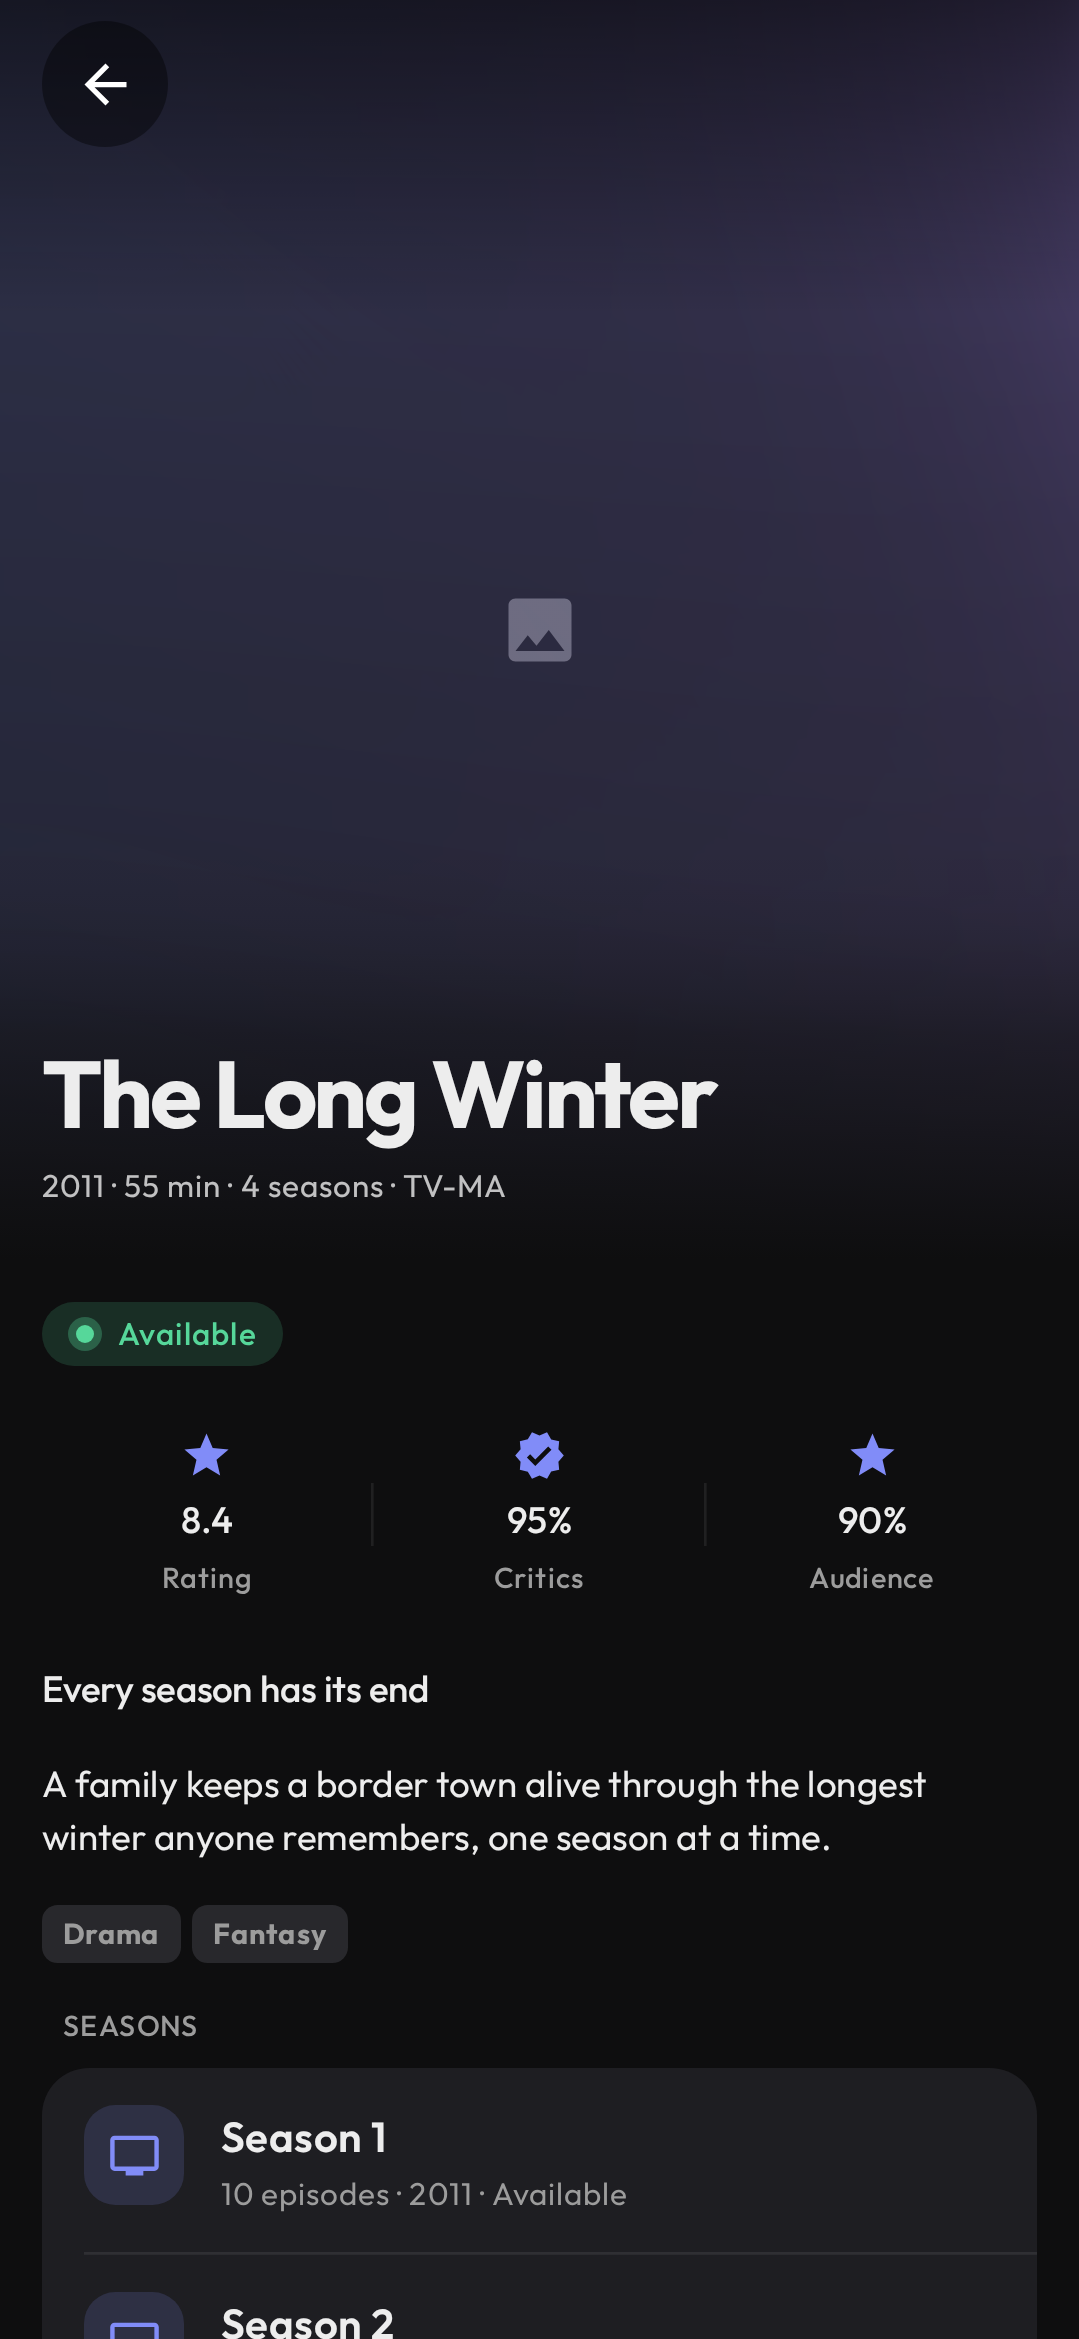 The Long Winter
2011 · 55 min · 4 seasons · TV-MA
Available
8.4
Rating
95%
Critics
90%
Audience
Every season has its end
A family keeps a border town alive through the longest
winter anyone remembers, one season at a time.
Drama
Fantasy
SEASONS
Season 1
10 episodes · 2011 · Available
Season 2